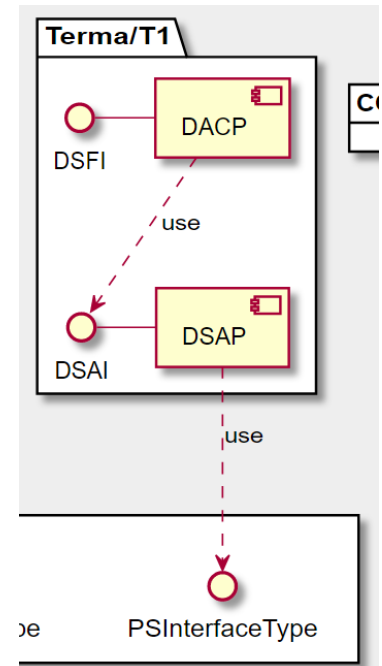 Terma/T1
DACP
DSFI
use
DSAP
DSAI
use
PSInterfaceType